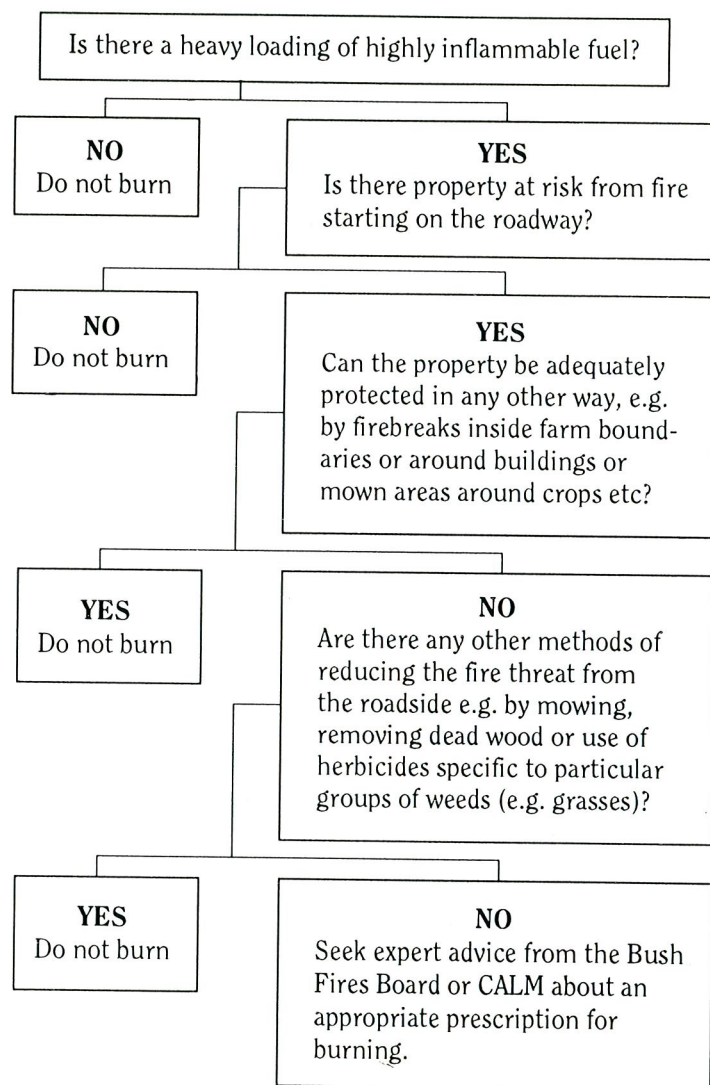 Is there a heavy loading of highly inflammable fuel?
NO
Do not burn
YES
Is there property at risk from fire
starting on the roadway?
NO
Do not burn
YES
Can the property be adequately
protected in any other way, e.g.
by firebreaks inside farm bound-
aries or around buildings or
mown areas around crops etc?
YES
Do not burn
NO
Are there any other methods of
reducing the fire threat from
the roadside e.g. by mowing,
removing dead wood or use of
herbicides specific to particular
groups of weeds (e.g. grasses)?
YES
Do not burn
NO
Seek expert advice from the Bush
Fires Board or CALM about an
appropriate prescription for
burning.